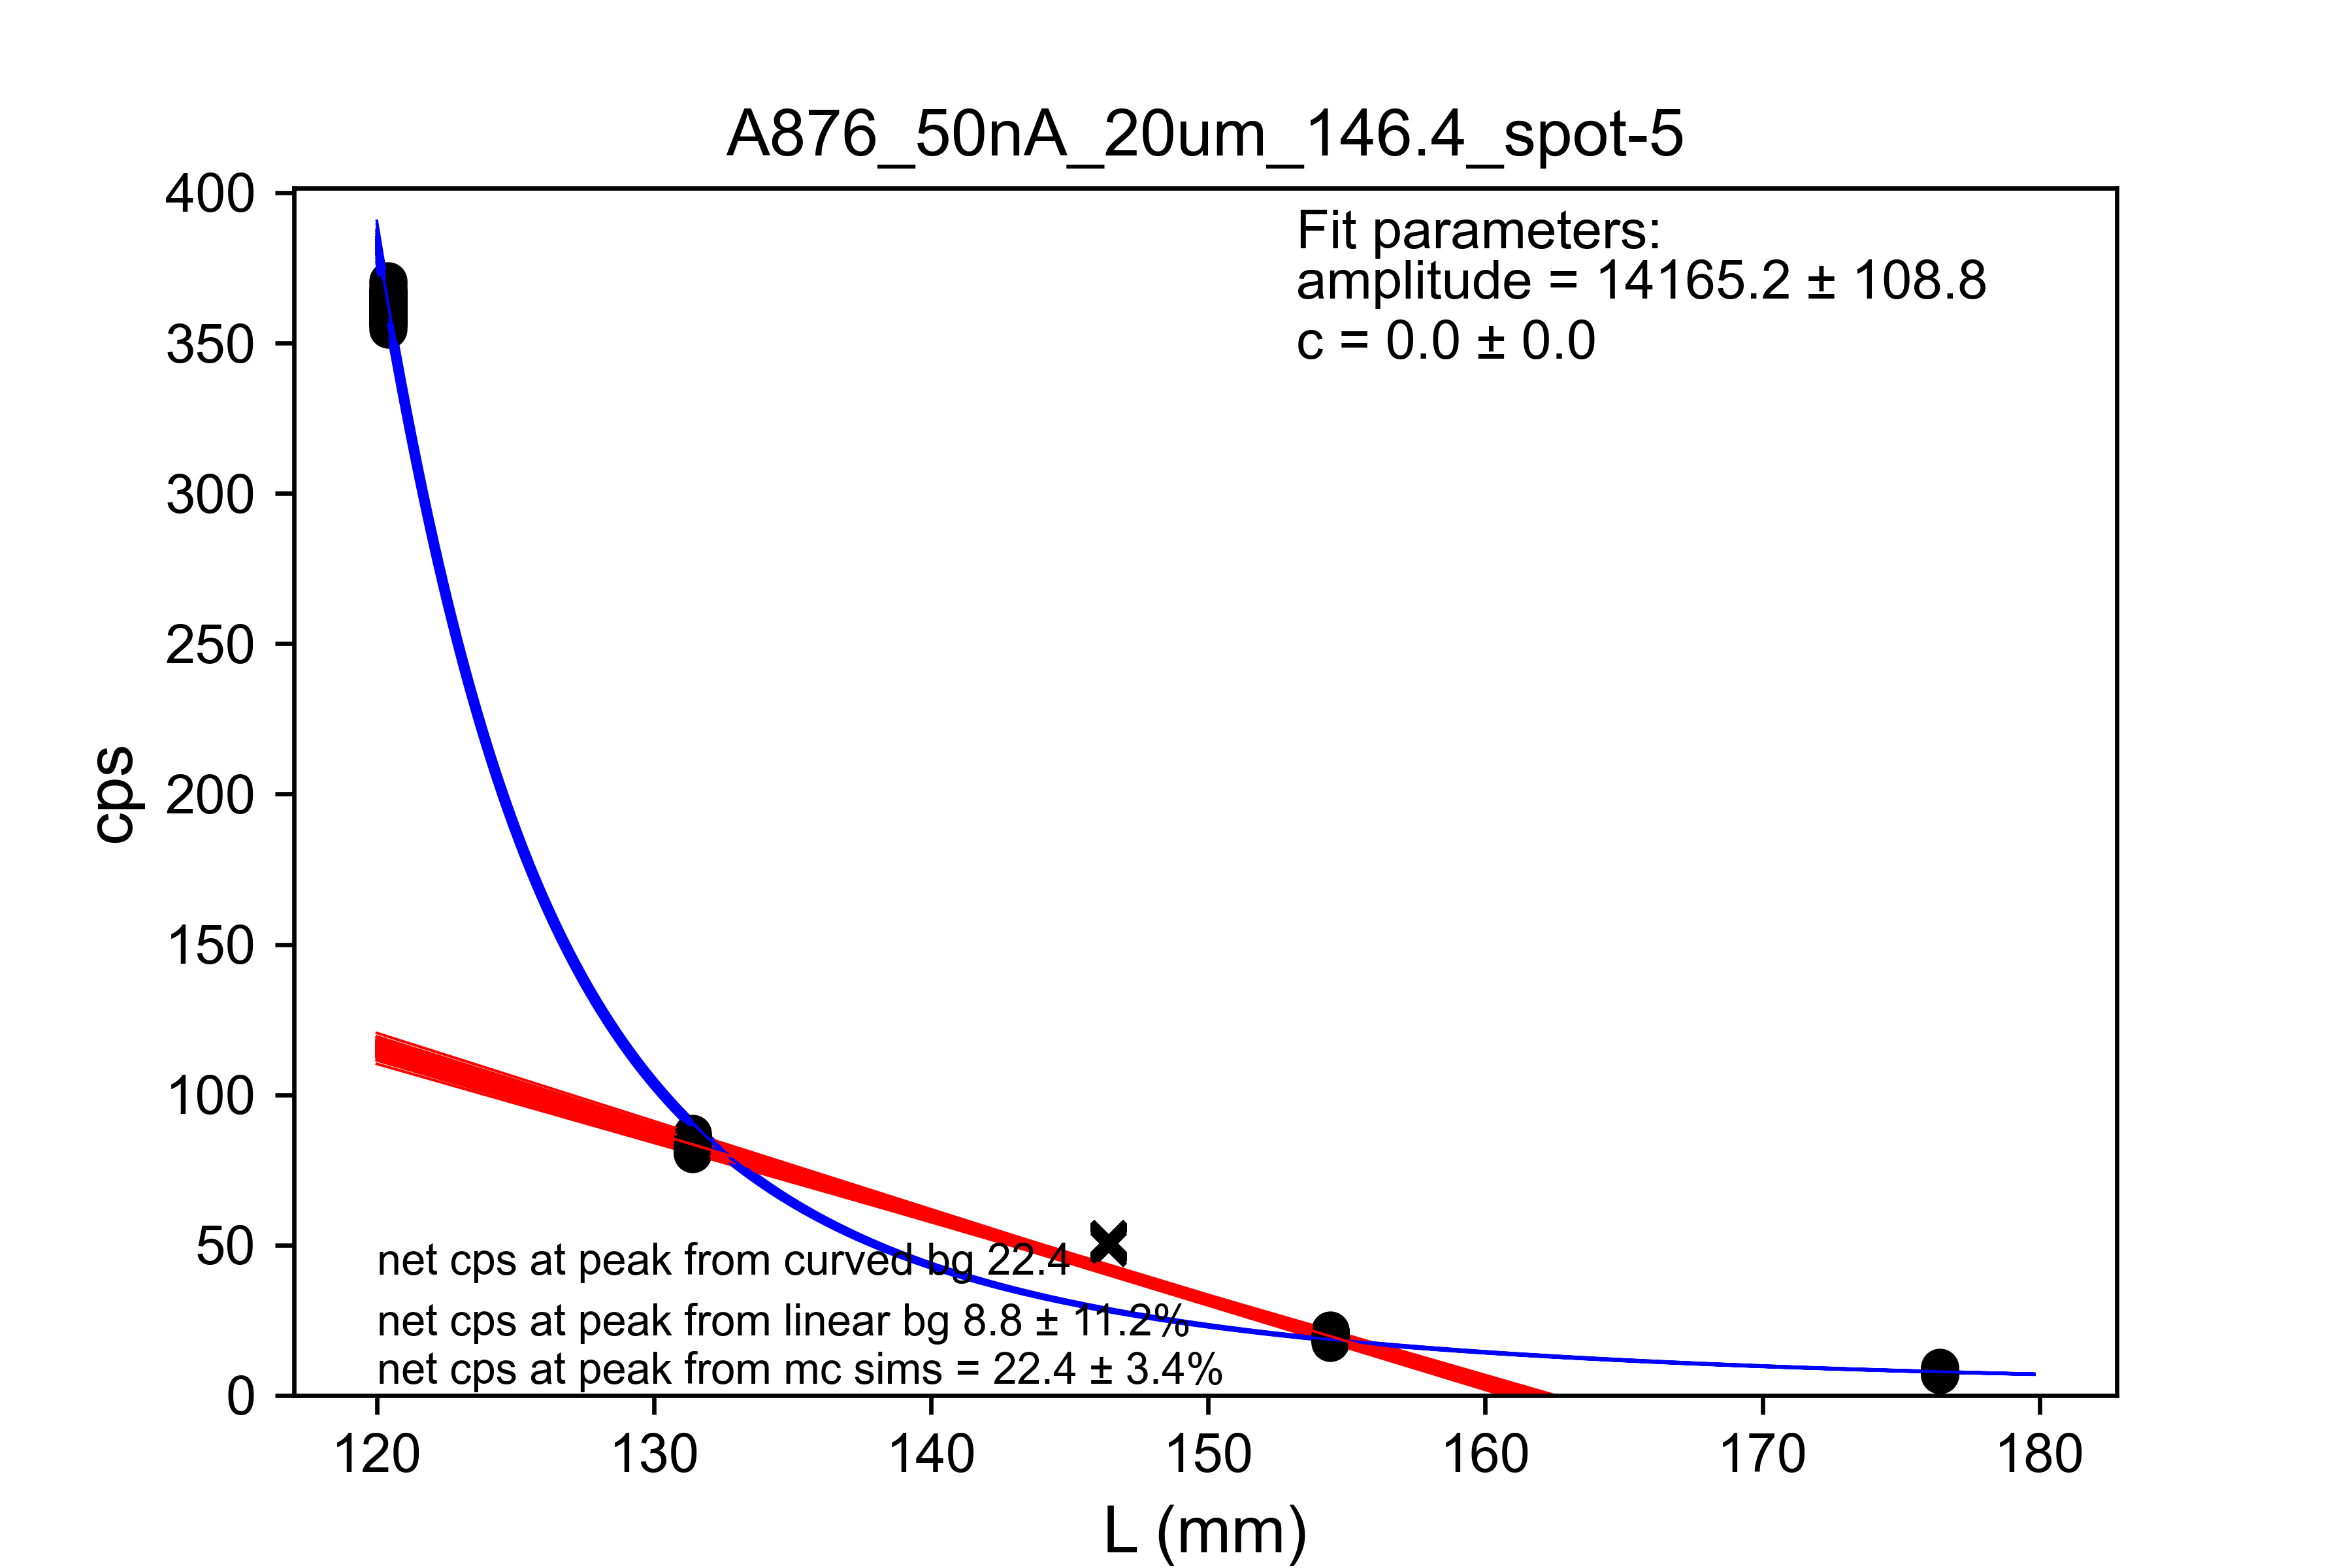 A876_50nA_20um_146.4_spot-5
Fit parameters:
amplitude = 14165.2 ± 108.8
c = 0.0 ± 0.0
400
350
300
250
200
150
100
50
0
cps
net cps at peak from curved bg 22.4
net cps at peak from linear bg 8.8 ± 11.2%
net cps at peak from mc sims = 22.4 ± 3.4%
120 130 140 150 160 170 180
L (mm)